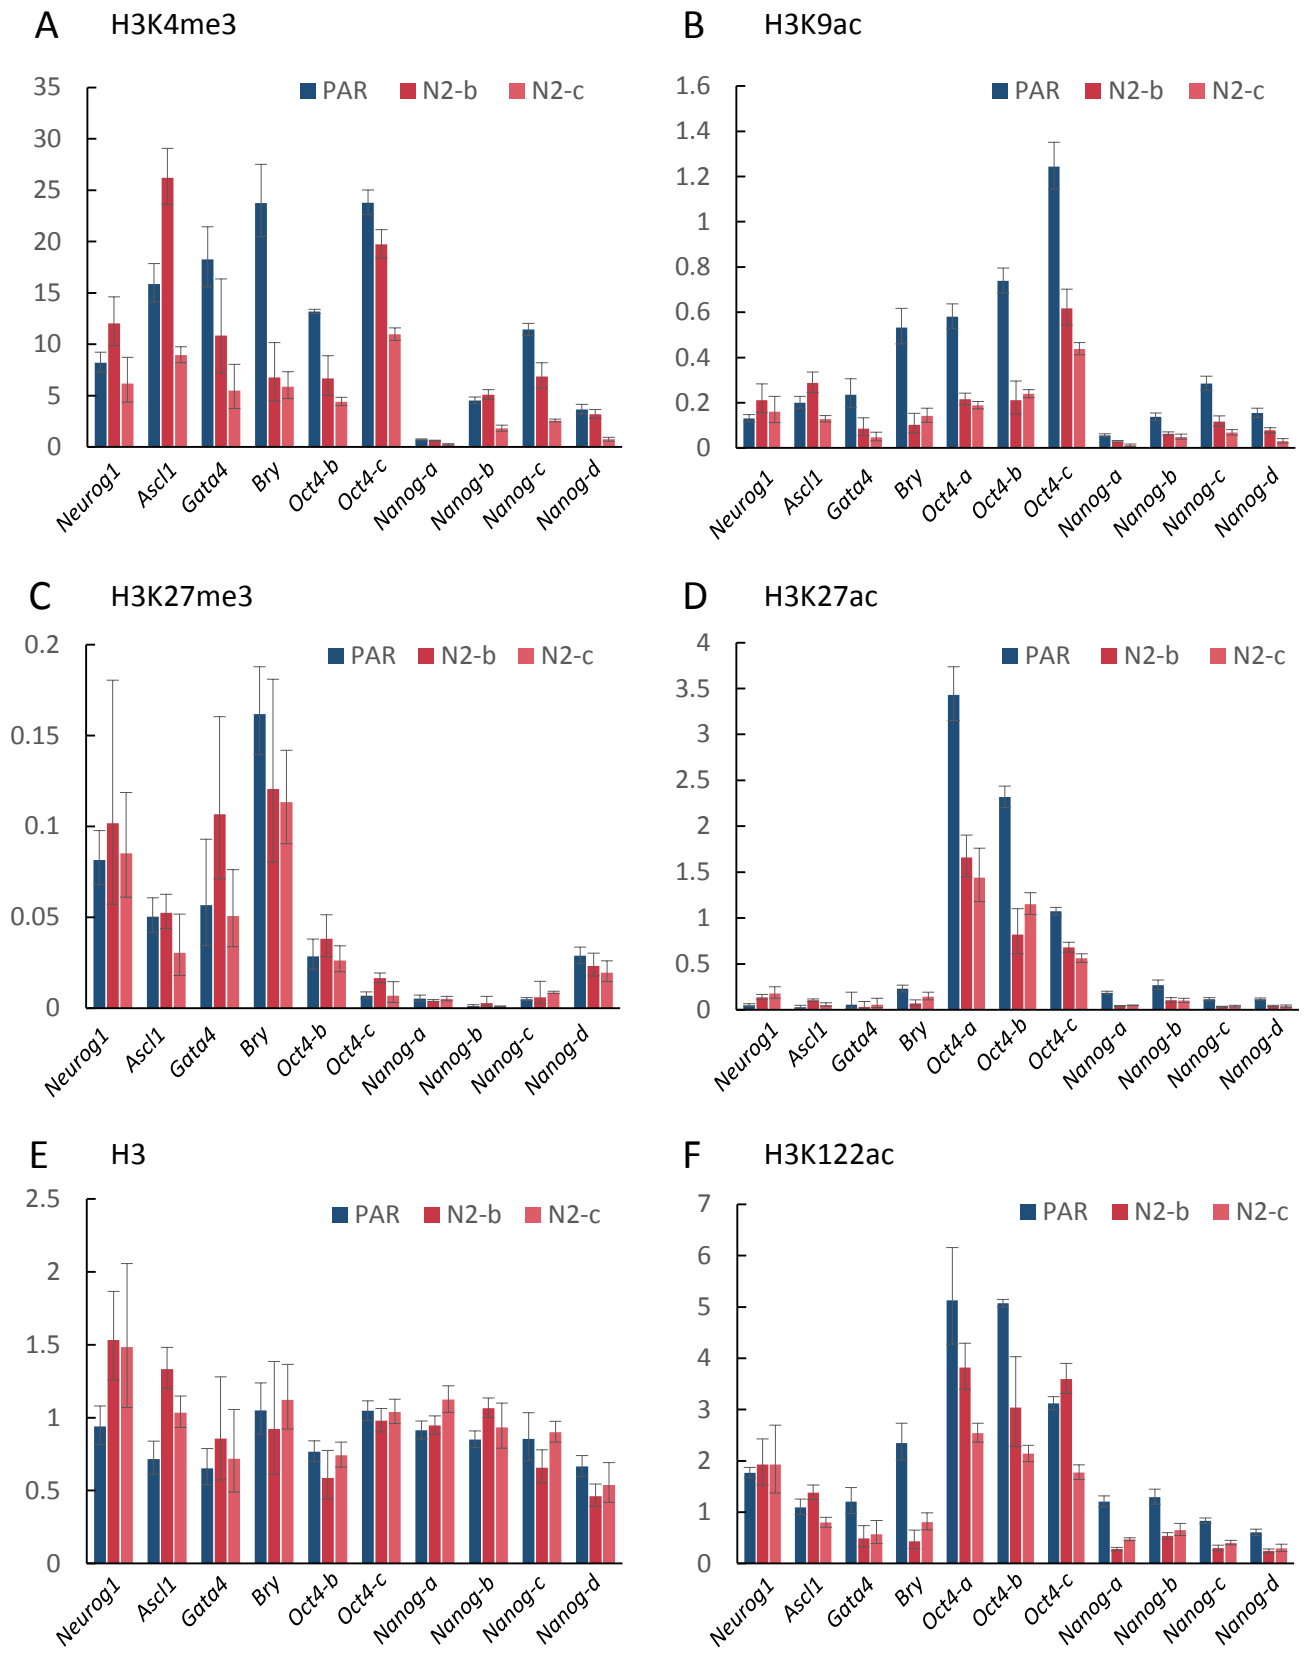 A H3K4me3
PAR N2-b N2-c
35
30
25
20
15
10
5
0
Neurog1 Ascl1 Gata4 Bry Oct4-b Oct4-c Nanog-a Nanog-b Nanog-c Nanog-d
B H3K9ac
PAR N2-b N2-c
1.6
1.4
1.2
1
0.8
0.6
0.4
0.2
0
Neurog1 Ascl1 Gata4 Bry Oct4-a Oct4-b Oct4-c Nanog-a Nanog-b Nanog-c Nanog-d
C H3K27me3
PAR N2-b N2-c
0.2
0.15
0.1
0.05
0
Neurog1 Ascl1 Gata4 Bry Oct4-b Oct4-c Nanog-a Nanog-b Nanog-c Nanog-d
D H3K27ac
PAR N2-b N2-c
4
3.5
3
2.5
2
1.5
1
0.5
0
Neurog1 Ascl1 Gata4 Bry Oct4-a Oct4-b Oct4-c Nanog-a Nanog-b Nanog-c Nanog-d
E H3
PAR N2-b N2-c
2.5
2
1.5
1
0.5
0
Neurog1 Ascl1 Gata4 Bry Oct4-b Oct4-c Nanog-a Nanog-b Nanog-c Nanog-d
F H3K122ac
PAR N2-b N2-c
7
6
5
4
3
2
1
0
Neurog1 Ascl1 Gata4 Bry Oct4-a Oct4-b Oct4-c Nanog-a Nanog-b Nanog-c Nanog-d